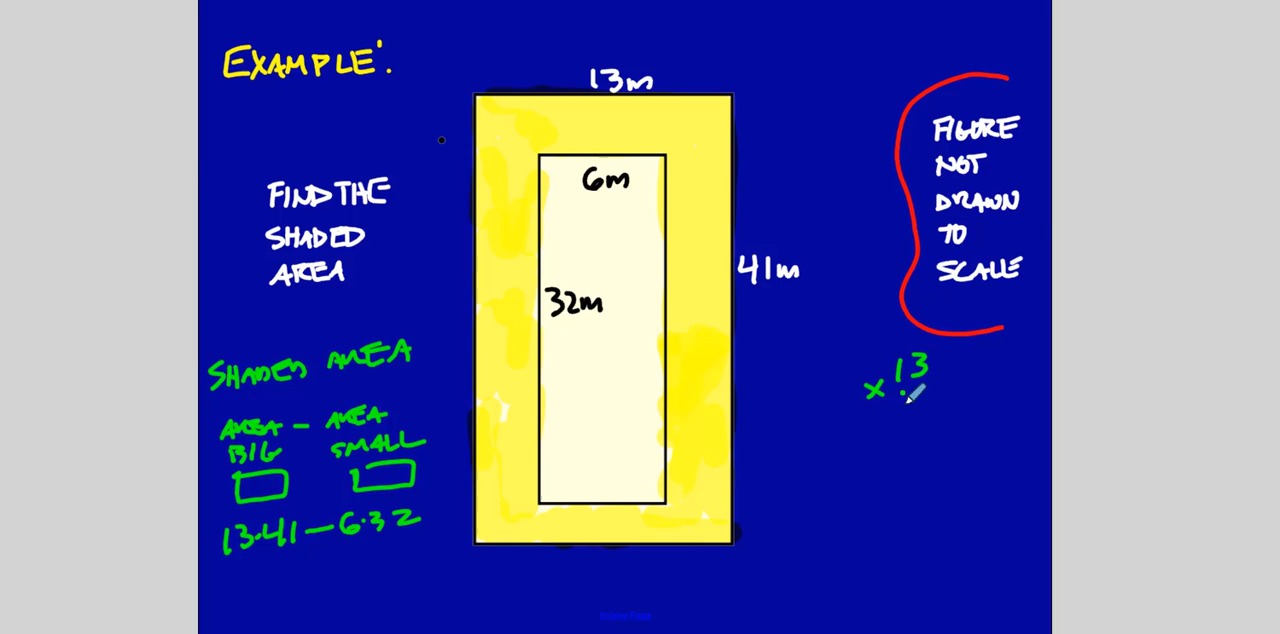 EXAMPLE:
13m
FIND THE
SHADED
AREA
6m
32m
41m
FIGURE
NOT
DRAWN
TO
SCALE
SHADED AREA
AREA - AREA
BIG SMALL
13·41 - 6·32
13
x